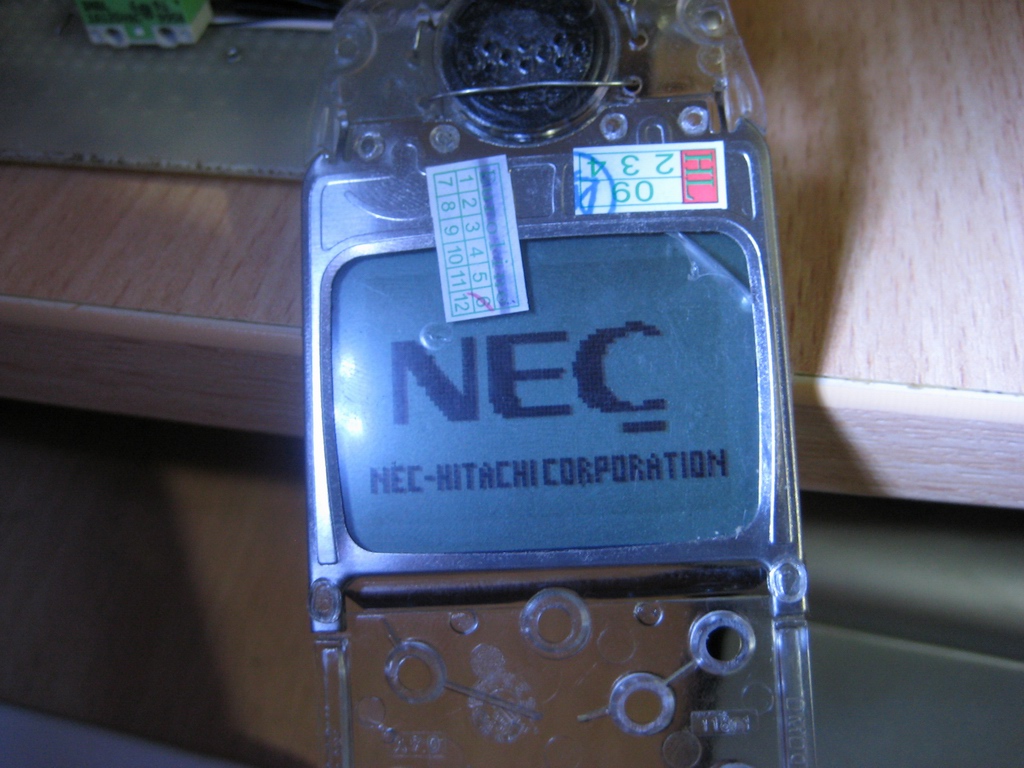 HL
2 3 4
09
1 2 3 4 5 6
7 8 9 10 11 12
NEC
NEC-HITACHI CORPORATION